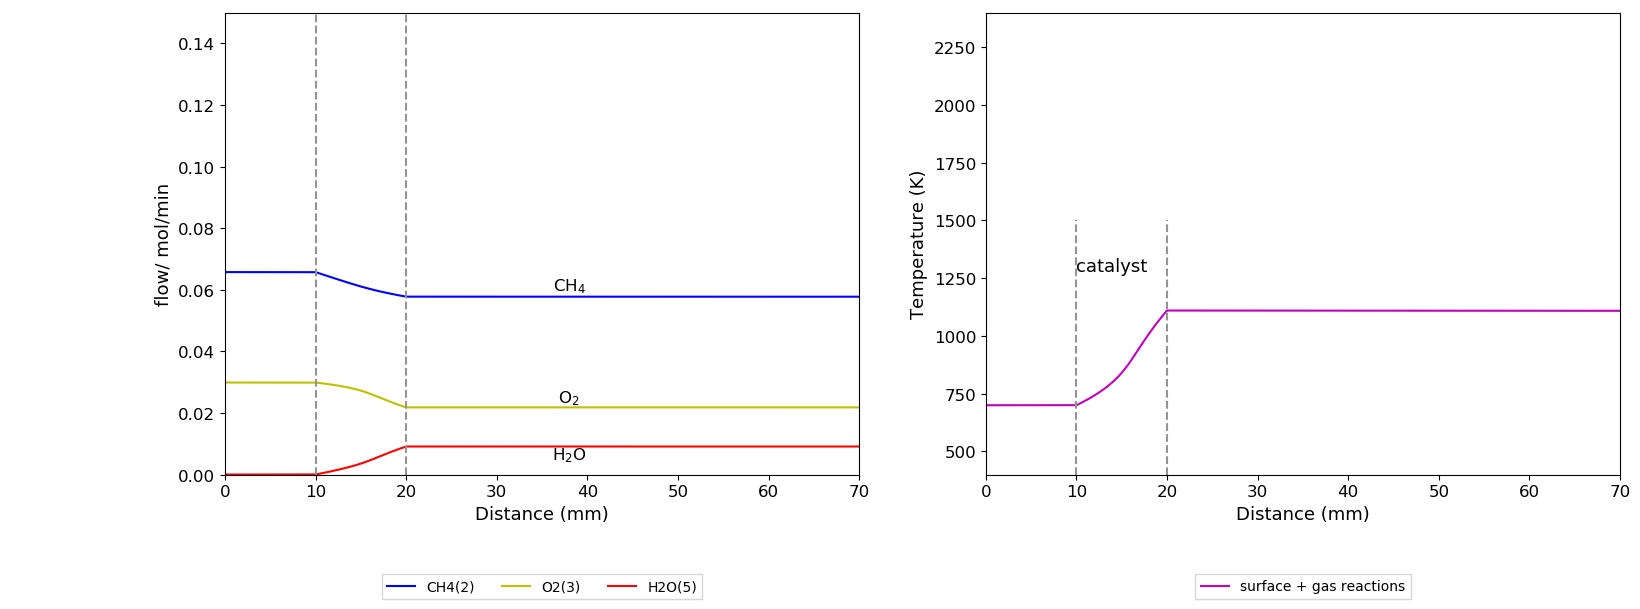 0.14
0.12
0.10
0.08
0.06
0.04
0.02
0.00
flow/ mol/min
CH4
O2
H2O
0 10 20 30 40 50 60 70
Distance (mm)
CH4(2) O2(3) H2O(5)
2250
2000
1750
1500
1250
1000
750
500
Temperature (K)
catalyst
0 10 20 30 40 50 60 70
Distance (mm)
surface + gas reactions